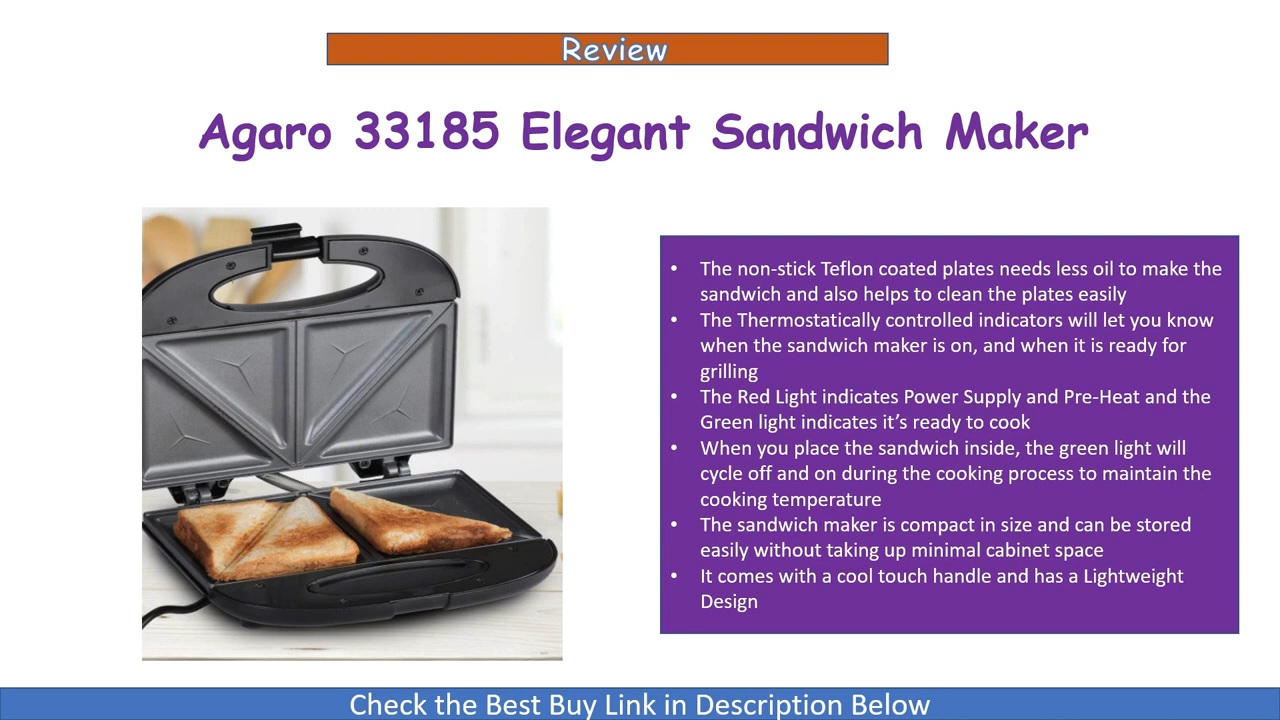 Review
Agaro 33185 Elegant Sandwich Maker
• The non-stick Teflon coated plates needs less oil to make the
sandwich and also helps to clean the plates easily
• The Thermostatically controlled indicators will let you know
when the sandwich maker is on, and when it is ready for
grilling
• The Red Light indicates Power Supply and Pre-Heat and the
Green light indicates it’s ready to cook
• When you place the sandwich inside, the green light will
cycle off and on during the cooking process to maintain the
cooking temperature
• The sandwich maker is compact in size and can be stored
easily without taking up minimal cabinet space
• It comes with a cool touch handle and has a Lightweight
Design
Check the Best Buy Link in Description Below